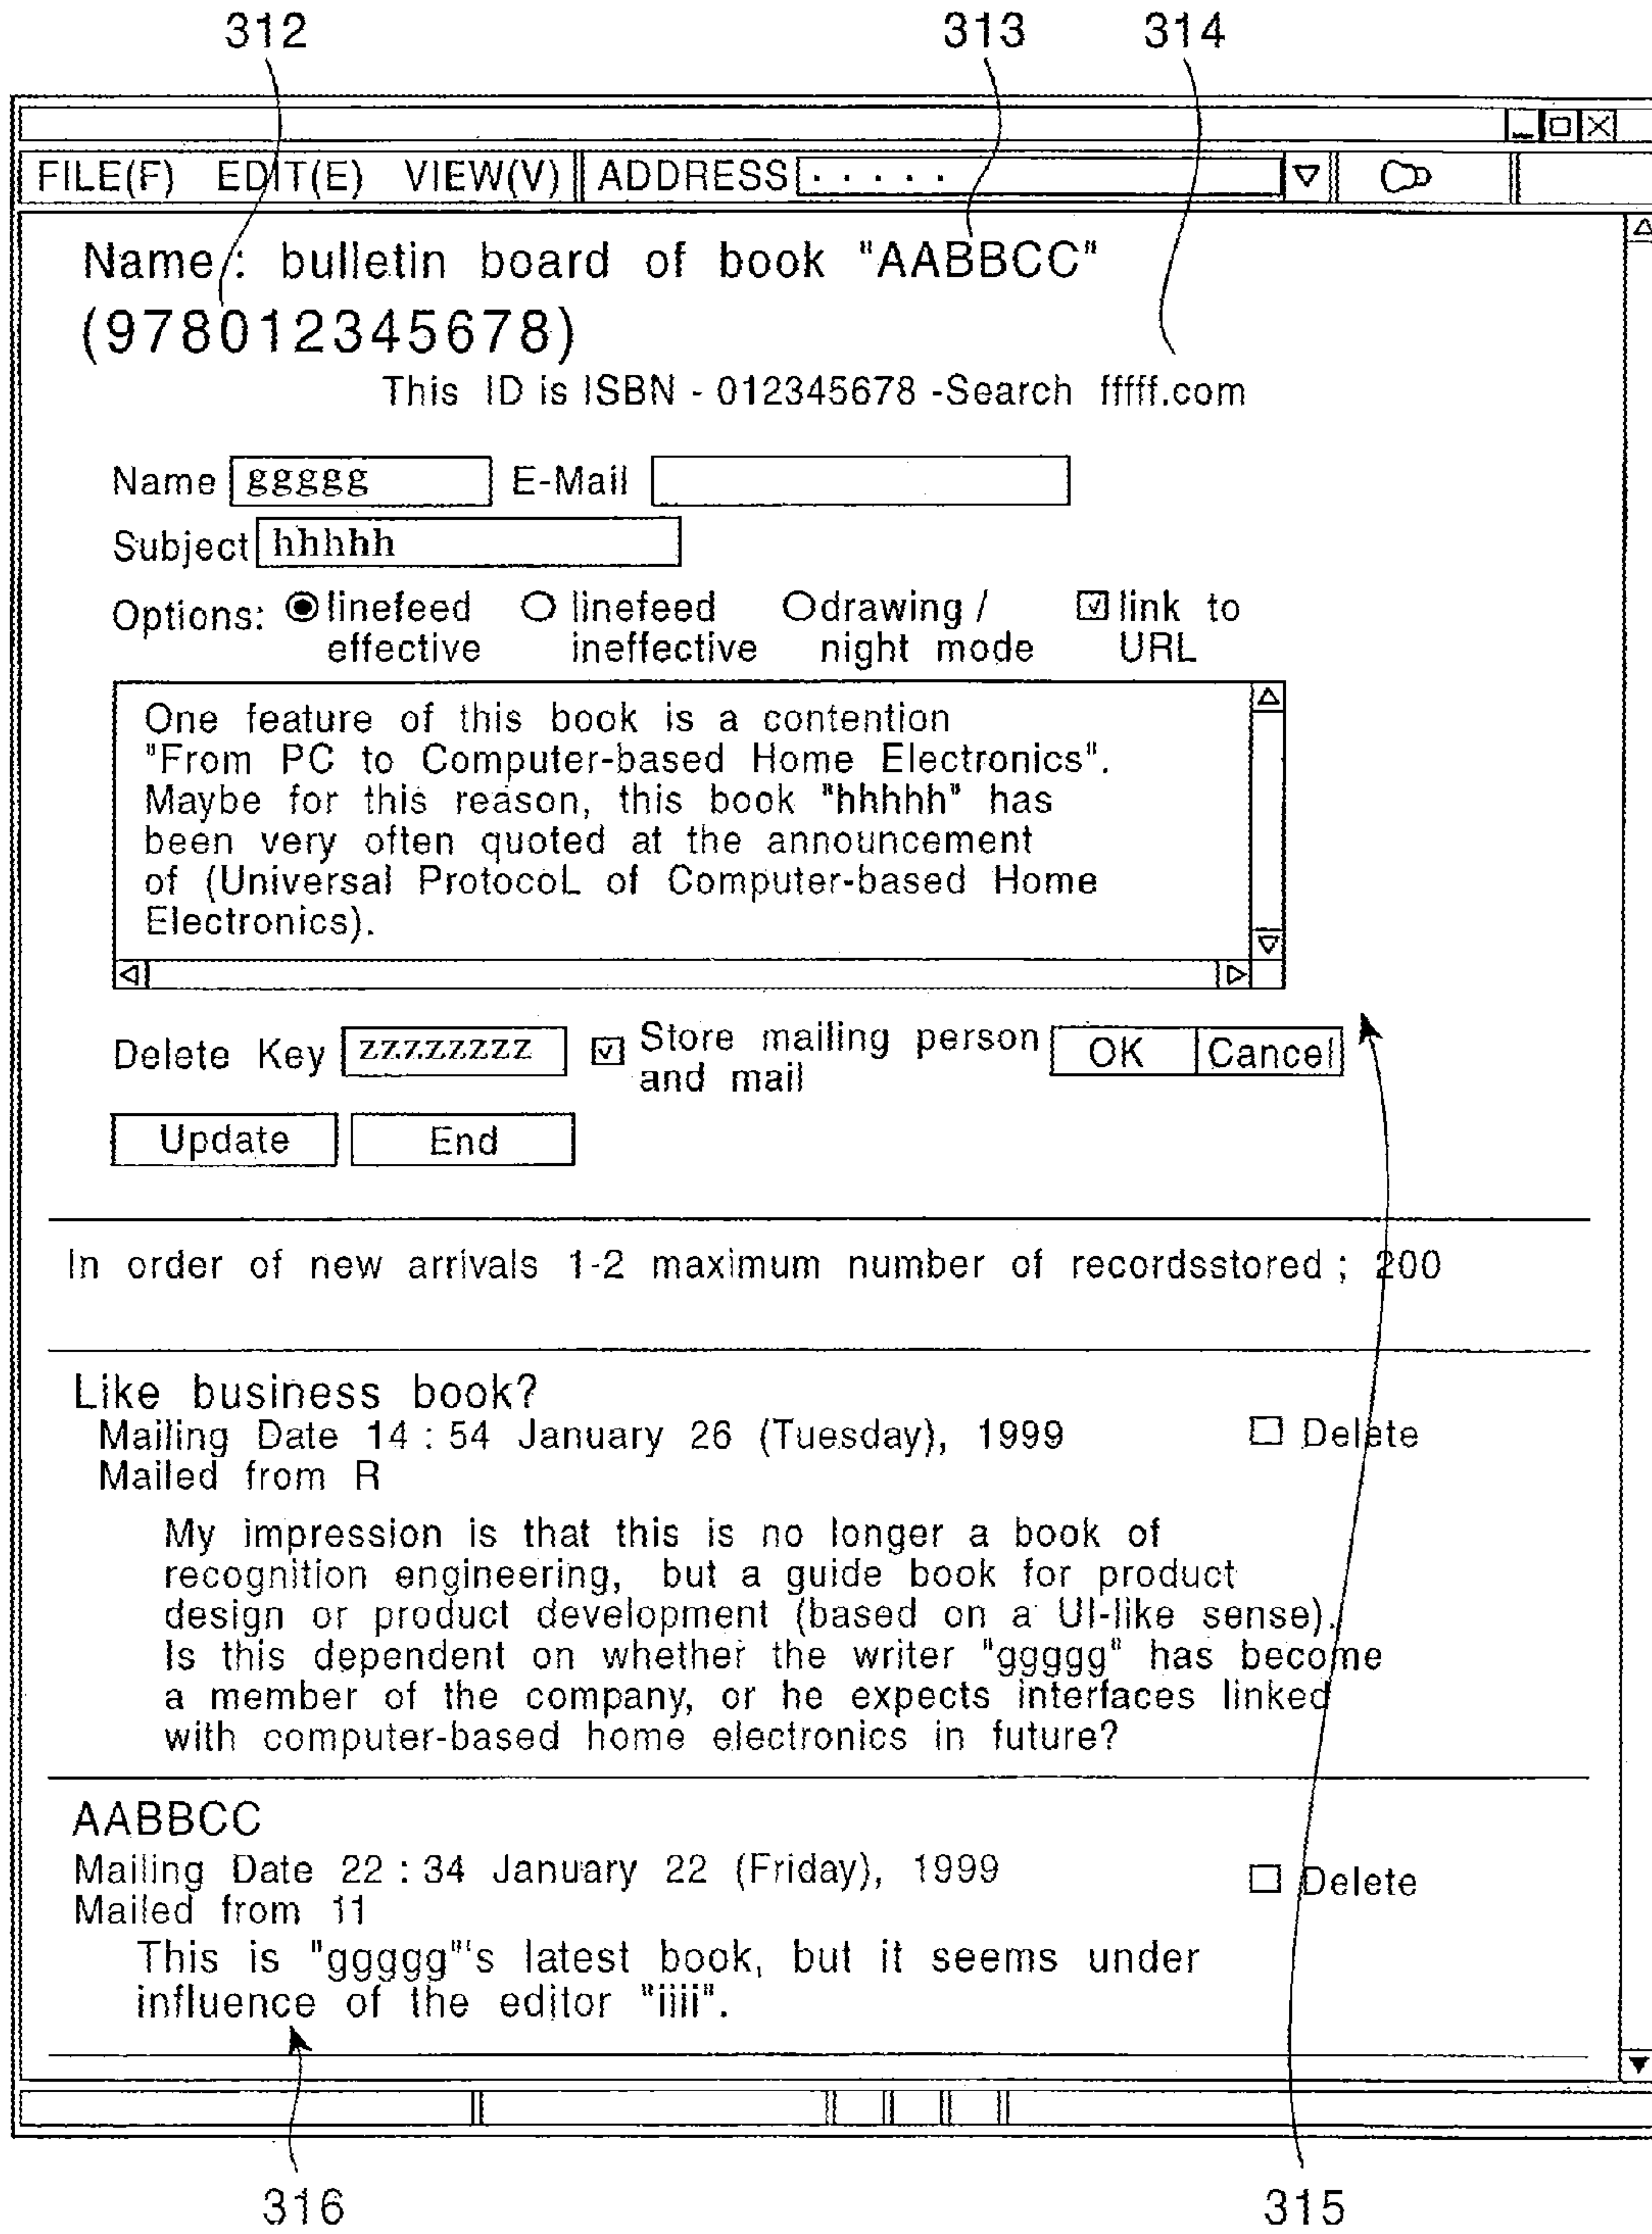 312 313 314
FILE(F) EDIT(E) VIEW(V) ADDRESS . . . . .
Name : bulletin board of book "AABBCC"
(978012345678)
This ID is ISBN - 012345678 -Search fffff.com
Name ggggg E-Mail
Subject hhhhh
Options: linefeed effective linefeed ineffective drawing / night mode link to URL
One feature of this book is a contention
"From PC to Computer-based Home Electronics".
Maybe for this reason, this book "hhhhh" has
been very often quoted at the announcement
of (Universal ProtocoL of Computer-based Home
Electronics).
Delete Key zzzzzzzz Store mailing person and mail OK Cancel
Update End
In order of new arrivals 1-2 maximum number of recordsstored ; 200
Like business book?
Mailing Date 14 : 54 January 26 (Tuesday), 1999 Delete
Mailed from R
My impression is that this is no longer a book of
recognition engineering, but a guide book for product
design or product development (based on a UI-like sense).
Is this dependent on whether the writer "ggggg" has become
a member of the company, or he expects interfaces linked
with computer-based home electronics in future?
AABBCC
Mailing Date 22 : 34 January 22 (Friday), 1999 Delete
Mailed from 11
This is "ggggg"'s latest book, but it seems under
influence of the editor "iiiii".
316 315